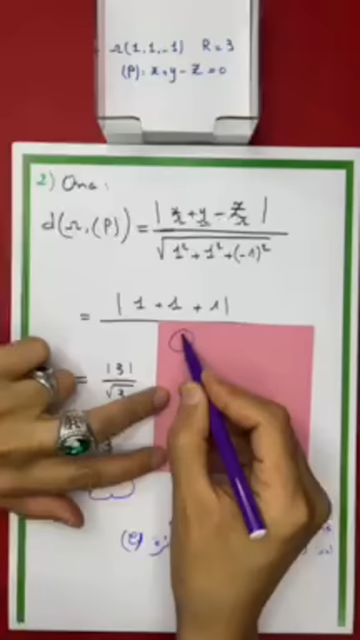 Ω(1,1,-1) R=3
(P): x+y-z=0
2) On a:
d(Ω,(P)) = |x_Ω+y_Ω-z_Ω| / √(1²+1²+(-1)²)
= |1+1+1|
= |3| / √3